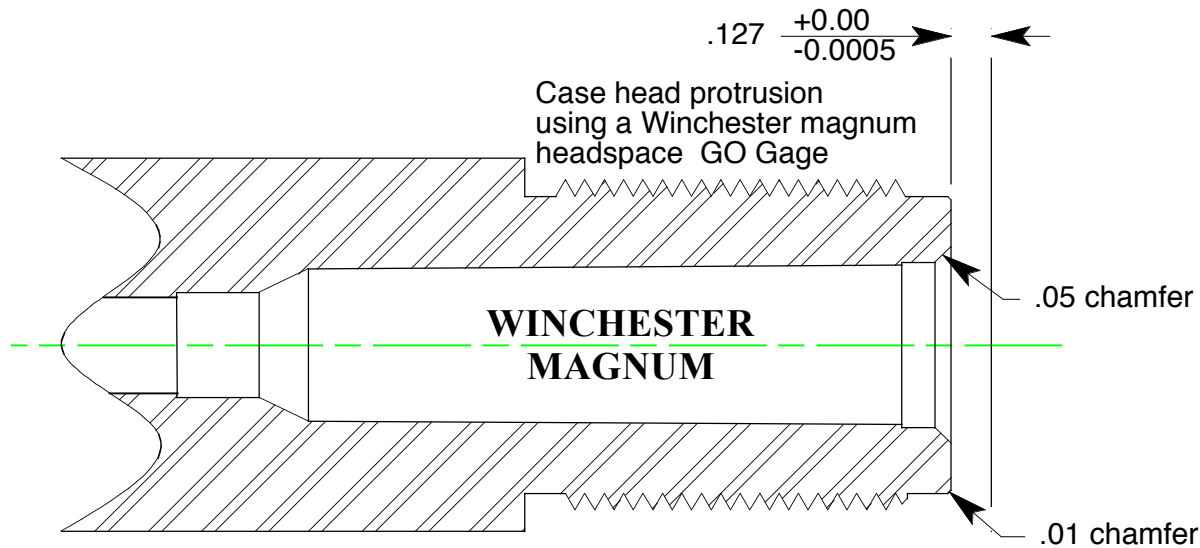 .127 +0.00
-0.0005
Case head protrusion
using a Winchester magnum
headspace GO Gage
.05 chamfer
WINCHESTER
MAGNUM
.01 chamfer